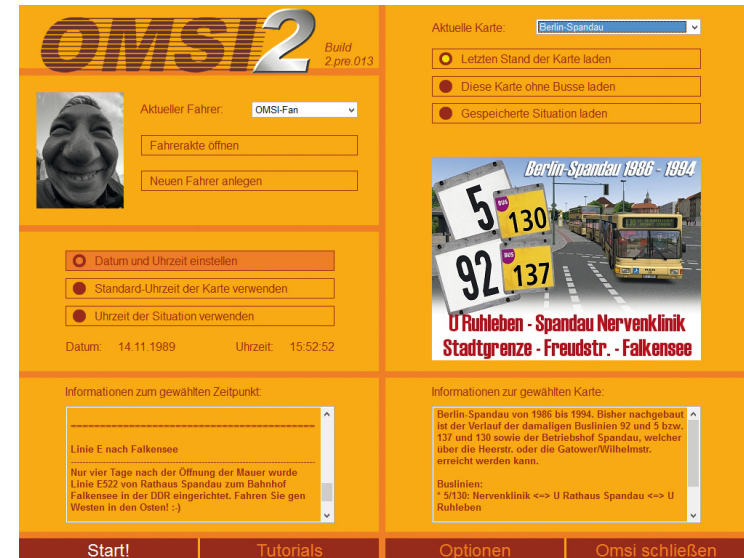 OMSI 2
Build
2.pre.013
Aktueller Fahrer: OMSI-Fan
Fahrerakte öffnen
Neuen Fahrer anlegen
Datum und Uhrzeit einstellen
Standard-Uhrzeit der Karte verwenden
Uhrzeit der Situation verwenden
Datum: 14.11.1989 Uhrzeit: 15:52:52
Informationen zum gewählten Zeitpunkt:
==========================================
Linie E nach Falkensee
Nur vier Tage nach der Öffnung der Mauer wurde
Linie E522 von Rathaus Spandau zum Bahnhof
Falkensee in der DDR eingerichtet. Fahren Sie gen
Westen in den Osten! :-)
Aktuelle Karte: Berlin-Spandau
Letzten Stand der Karte laden
Diese Karte ohne Busse laden
Gespeicherte Situation laden
Berlin-Spandau 1986 - 1994
5
BUS
130
92
BUS
137
U Ruhleben - Spandau Nervenklinik
Stadtgrenze - Freudstr. - Falkensee
Informationen zur gewählten Karte:
Berlin-Spandau von 1986 bis 1994. Bisher nachgebaut
ist der Verlauf der damaligen Buslinien 92 und 5 bzw.
137 und 130 sowie der Betriebshof Spandau, welcher
über die Heerstr. oder die Gatower/Wilhelmstr.
erreicht werden kann.
Buslinien:
* 5/130: Nervenklinik <=> U Rathaus Spandau <=> U
Ruhleben
Start! Tutorials Optionen Omsi schließen